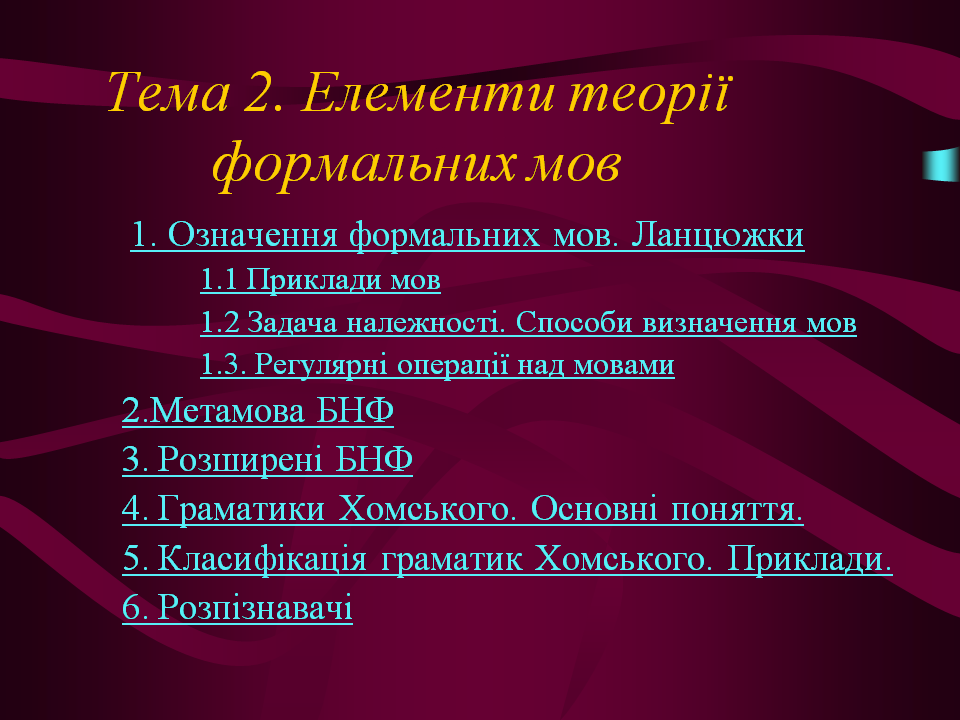 Тема 2. Елементи теорії
формальних мов
1. Означення формальних мов. Ланцюжки
1.1 Приклади мов
1.2 Задача належності. Способи визначення мов
1.3. Регулярні операції над мовами
2.Метамова БНФ
3. Розширені БНФ
4. Граматики Хомського. Основні поняття.
5. Класифікація граматик Хомського. Приклади.
6. Розпізнавачі